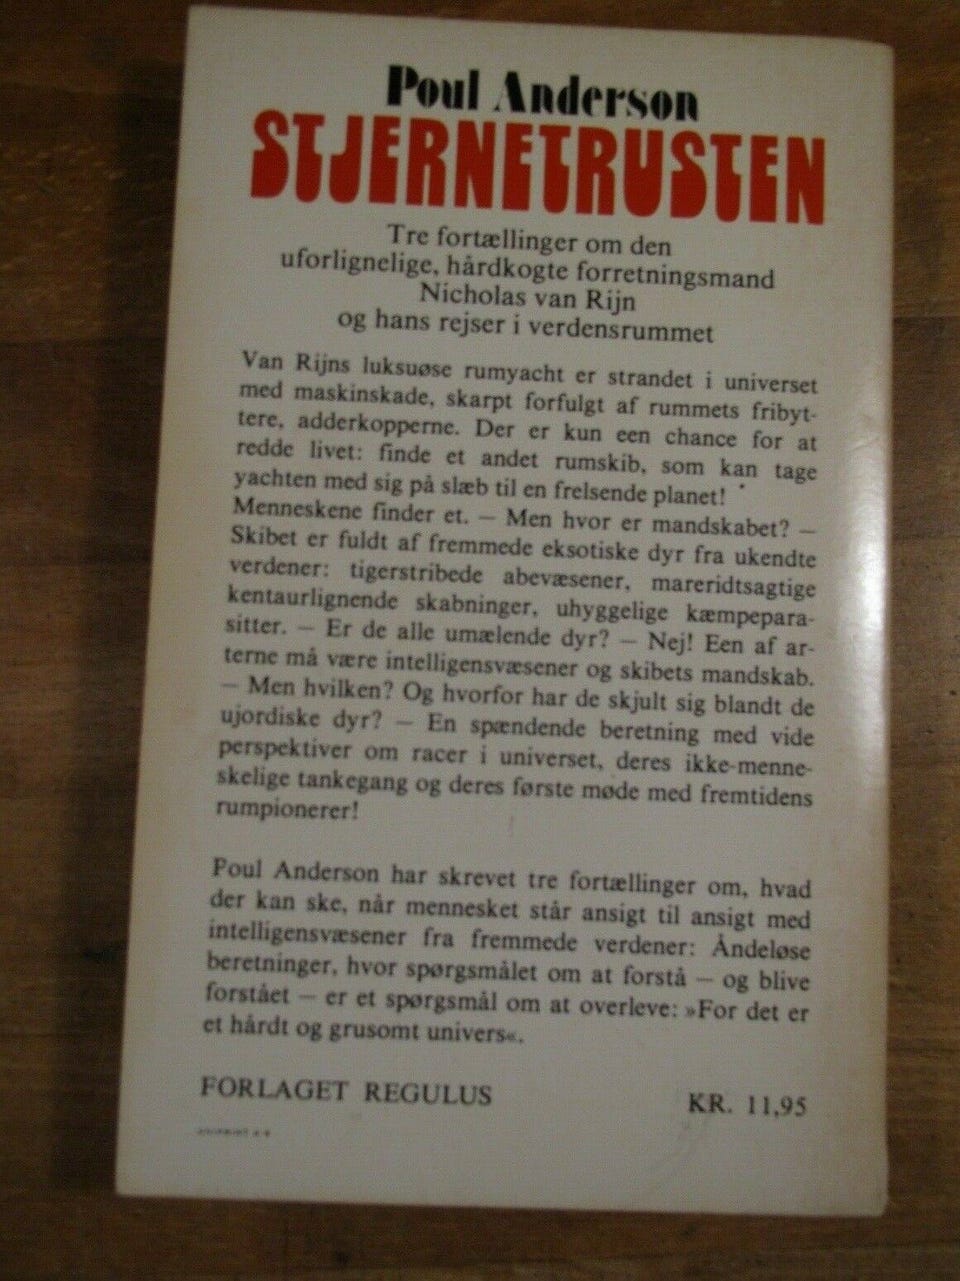 Poul Anderson
STJERNETRUSTEN
Tre fortællinger om den
uforlignelige, hårdkogte forretningsmand
Nicholas van Rijn
og hans rejser i verdensrummet
Van Rijns luksuøse rumyacht er strandet i universet
med maskinskade, skarpt forfulgt af rummets fribyt-
tere, adderkopperne. Der er kun een chance for at
redde livet: finde et andet rumskib, som kan tage
yachten med sig på slæb til en frelsende planet!
Menneskene finder et. — Men hvor er mandskabet? —
Skibet er fuldt af fremmede eksotiske dyr fra ukendte
verdener: tigerstribede abevæsener, mareridtsagtige
kentaurlignende skabninger, uhyggelige kæmpepara-
sitter. — Er de alle umælende dyr? — Nej! Een af ar-
terne må være intelligensvæsener og skibets mandskab.
— Men hvilken? Og hvorfor har de skjult sig blandt de
ujordiske dyr? — En spændende beretning med vide
perspektiver om racer i universet, deres ikke-menne-
skelige tankegang og deres første møde med fremtidens
rumpionerer!
Poul Anderson har skrevet tre fortællinger om, hvad
der kan ske, når mennesket står ansigt til ansigt med
intelligensvæsener fra fremmede verdener: Åndeløse
beretninger, hvor spørgsmålet om at forstå — og blive
forstået — er et spørgsmål om at overleve: »For det er
et hårdt og grusomt univers«.
FORLAGET REGULUS
KR. 11,95